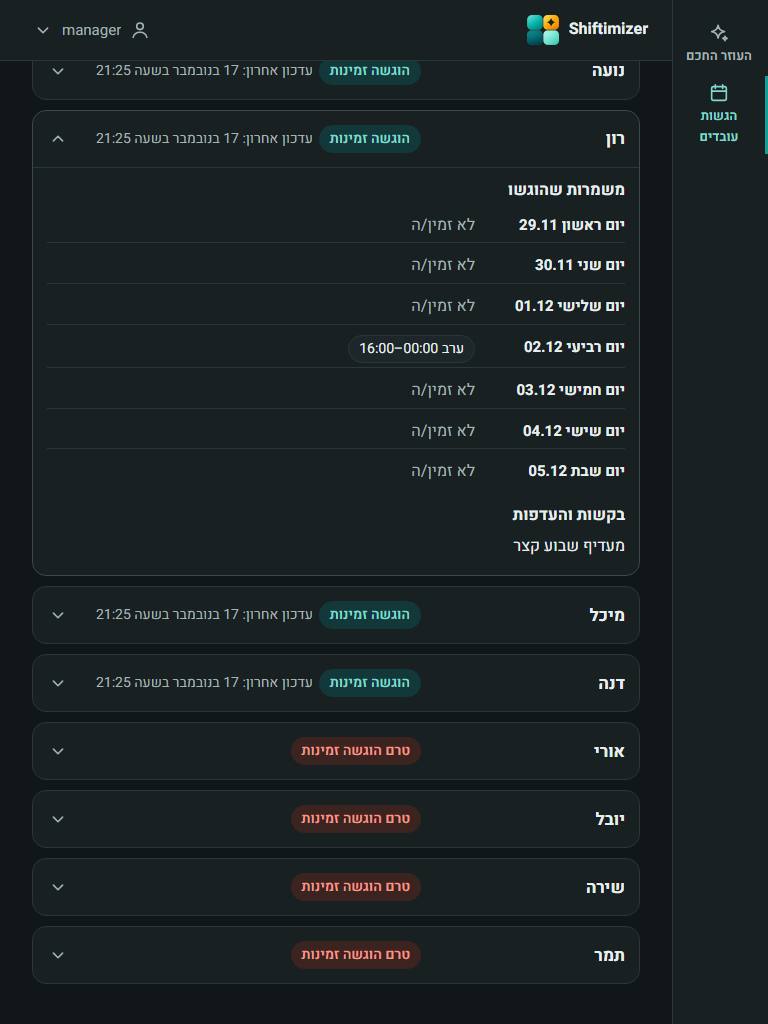 Shiftimizer
manager
העוזר החכם
הגשות
עובדים
נועה הוגשה זמינות עדכון אחרון: 17 בנובמבר בשעה 21:25
רון הוגשה זמינות עדכון אחרון: 17 בנובמבר בשעה 21:25
משמרות שהוגשו
יום ראשון 29.11 לא זמין/ה
יום שני 30.11 לא זמין/ה
יום שלישי 01.12 לא זמין/ה
יום רביעי 02.12 ערב 16:00–00:00
יום חמישי 03.12 לא זמין/ה
יום שישי 04.12 לא זמין/ה
יום שבת 05.12 לא זמין/ה
בקשות והעדפות
מעדיף שבוע קצר
מיכל הוגשה זמינות עדכון אחרון: 17 בנובמבר בשעה 21:25
דנה הוגשה זמינות עדכון אחרון: 17 בנובמבר בשעה 21:25
אורי טרם הוגשה זמינות
יובל טרם הוגשה זמינות
שירה טרם הוגשה זמינות
תמר טרם הוגשה זמינות